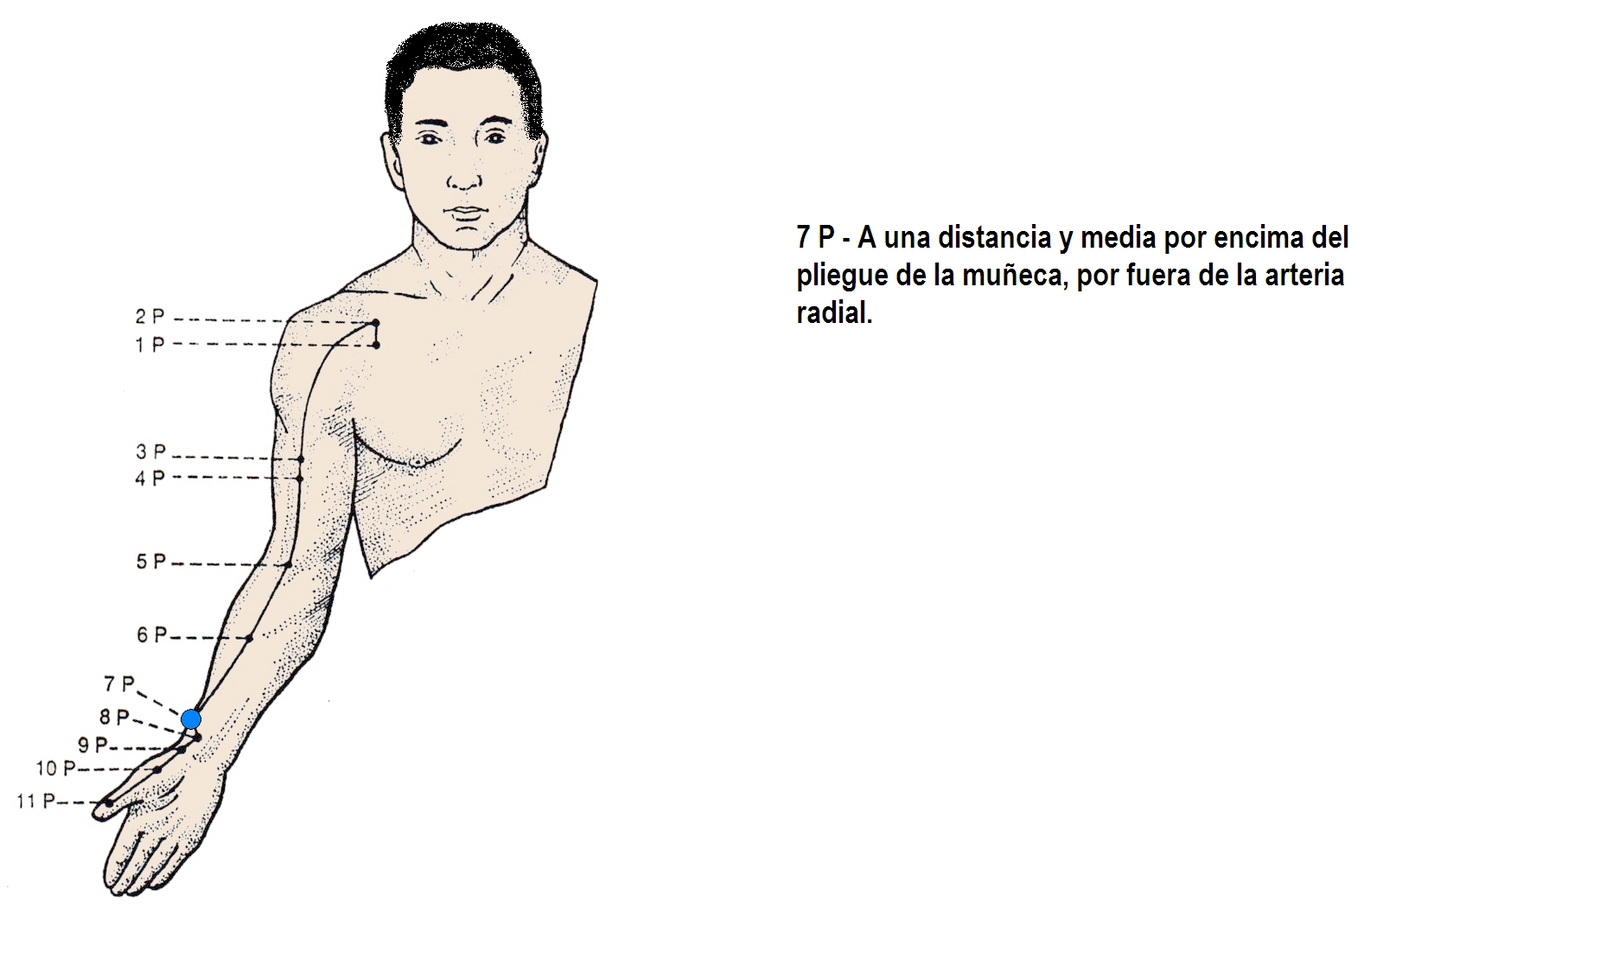 2 P
1 P
3 P
4 P
5 P
6 P
7 P
8 P
9 P
10 P
11 P
7 P - A una distancia y media por encima del
pliegue de la muñeca, por fuera de la arteria
radial.